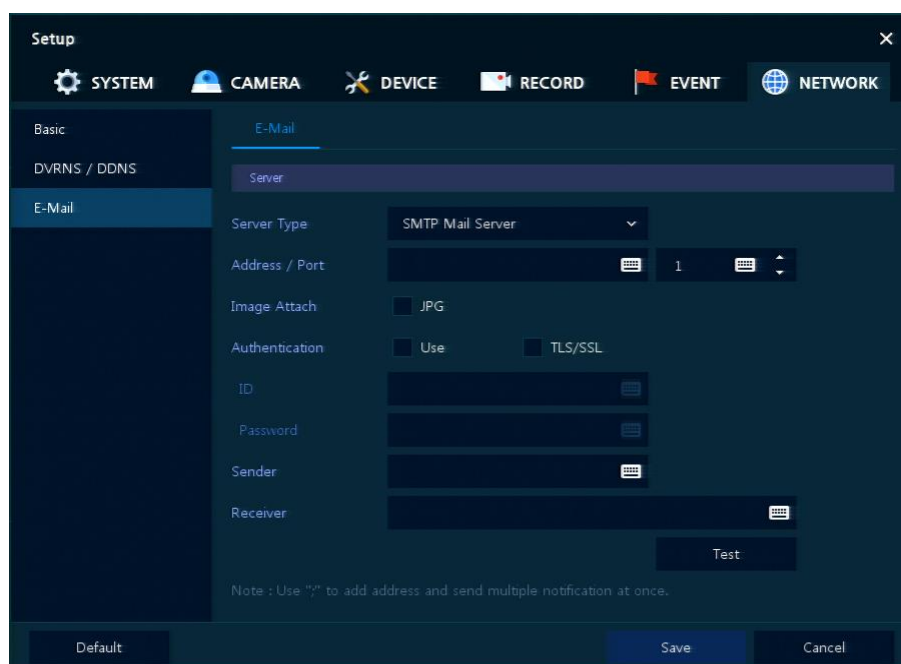 Setup
SYSTEM CAMERA DEVICE RECORD EVENT NETWORK
Basic
DVRNS / DDNS
E-Mail
E-Mail
Server
Server Type SMTP Mail Server
Address / Port 1
Image Attach JPG
Authentication Use TLS/SSL
ID
Password
Sender
Receiver
Test
Note : Use ";" to add address and send multiple notification at once.
Default Save Cancel